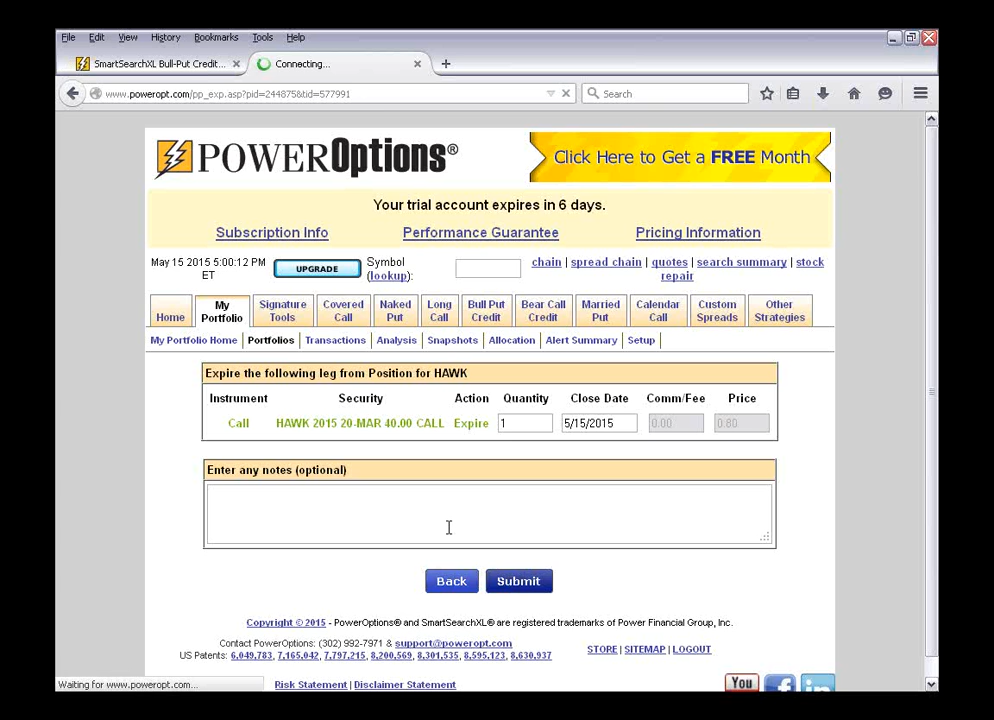 File Edit View History Bookmarks Tools Help
SmartSearchXL Bull-Put Credit... × Connecting... × +
www.poweropt.com/pp_exp.asp?pid=244875&tid=577991 Search
POWEROptions®
Click Here to Get a FREE Month
Your trial account expires in 6 days.
Subscription Info Performance Guarantee Pricing Information
May 15 2015 5:00:12 PM ET
UPGRADE
Symbol (lookup):
chain | spread chain | quotes | search summary | stock repair
Home
My Portfolio
Signature Tools
Covered Call
Naked Put
Long Call
Bull Put Credit
Bear Call Credit
Married Put
Calendar Call
Custom Spreads
Other Strategies
My Portfolio Home | Portfolios | Transactions | Analysis | Snapshots | Allocation | Alert Summary | Setup |
Expire the following leg from Position for HAWK
Instrument Security Action Quantity Close Date Comm/Fee Price
Call HAWK 2015 20-MAR 40.00 CALL Expire 1 5/15/2015 0.00 0.80
Enter any notes (optional)
Back Submit
Copyright © 2015 - PowerOptions® and SmartSearchXL® are registered trademarks of Power Financial Group, Inc.
Contact PowerOptions: (302) 992-7971 & support@poweropt.com
US Patents: 6,049,783, 7,165,042, 7,797,215, 8,200,569, 8,301,535, 8,595,123, 8,630,937
STORE | SITEMAP | LOGOUT
Waiting for www.poweropt.com...
Risk Statement | Disclaimer Statement
You
f
in